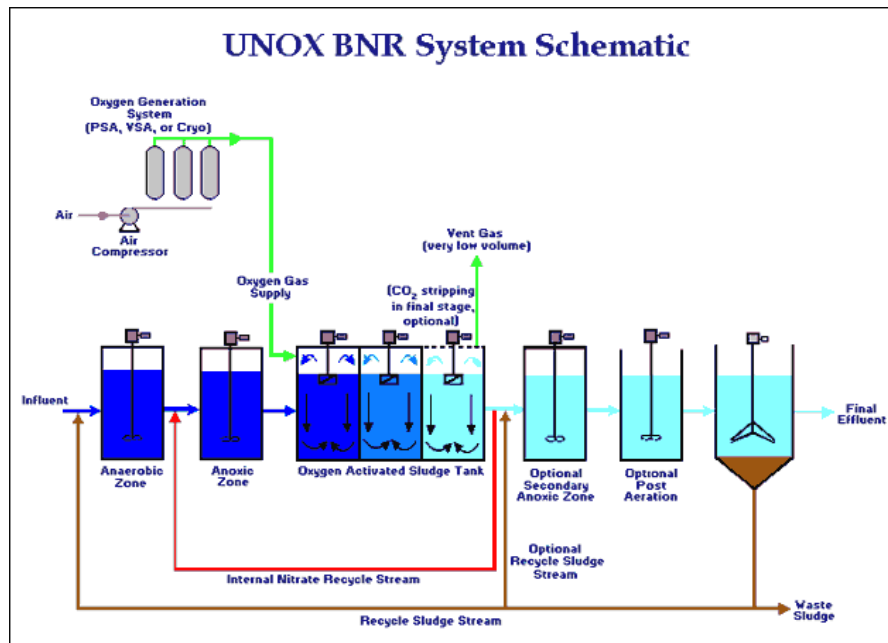 UNOX BNR System Schematic
Oxygen Generation
System
(PSA, VSA, or Cryo)
Air
Air
Compressor
Vent Gas
(very low volume)
Oxygen Gas
Supply
(CO₂ stripping
in final stage,
optional)
Influent
Final
Effluent
Anaerobic
Zone
Anoxic
Zone
Oxygen Activated Sludge Tank
Optional
Secondary
Anoxic Zone
Optional
Post
Aeration
Internal Nitrate Recycle Stream
Optional
Recycle Sludge
Stream
Recycle Sludge Stream
Waste
Sludge